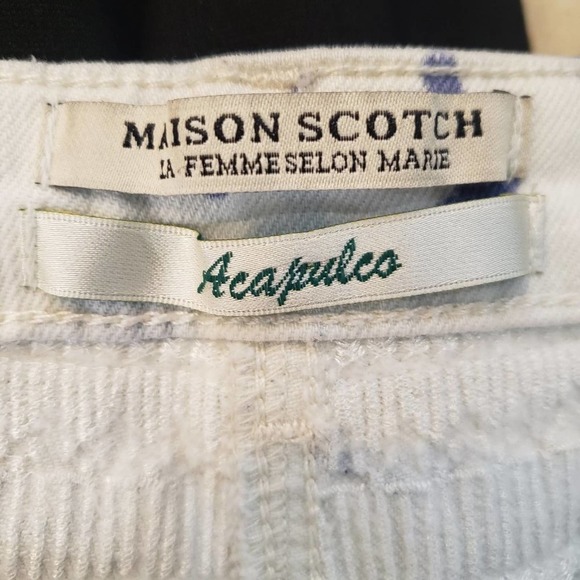 MAISON SCOTCH
LA FEMME SELON MARIE
Acapulco